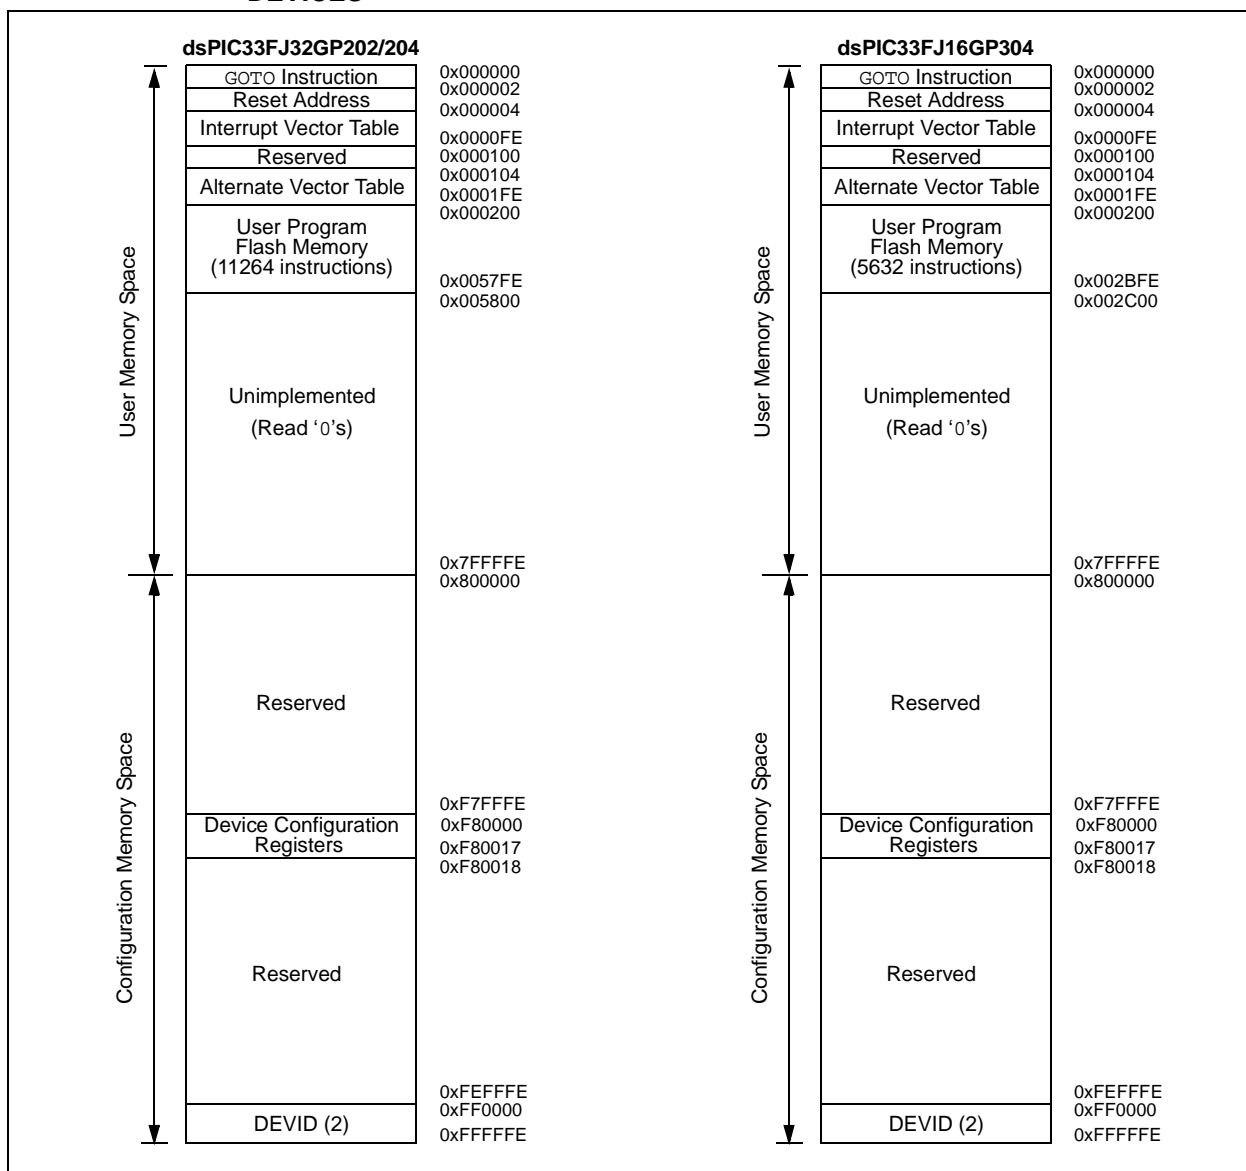 DEVICES
dsPIC33FJ32GP202/204
GOTO Instruction
Reset Address
Interrupt Vector Table
Reserved
Alternate Vector Table
User Program
Flash Memory
(11264 instructions)
Unimplemented
(Read ‘0’s)
Reserved
Device Configuration
Registers
Reserved
DEVID (2)
0x000000
0x000002
0x000004
0x0000FE
0x000100
0x000104
0x0001FE
0x000200
0x0057FE
0x005800
0x7FFFFE
0x800000
0xF7FFFE
0xF80000
0xF80017
0xF80018
0xFEFFFE
0xFF0000
0xFFFFFE
User Memory Space
Configuration Memory Space
dsPIC33FJ16GP304
GOTO Instruction
Reset Address
Interrupt Vector Table
Reserved
Alternate Vector Table
User Program
Flash Memory
(5632 instructions)
Unimplemented
(Read ‘0’s)
Reserved
Device Configuration
Registers
Reserved
DEVID (2)
0x000000
0x000002
0x000004
0x0000FE
0x000100
0x000104
0x0001FE
0x000200
0x002BFE
0x002C00
0x7FFFFE
0x800000
0xF7FFFE
0xF80000
0xF80017
0xF80018
0xFEFFFE
0xFF0000
0xFFFFFE
User Memory Space
Configuration Memory Space